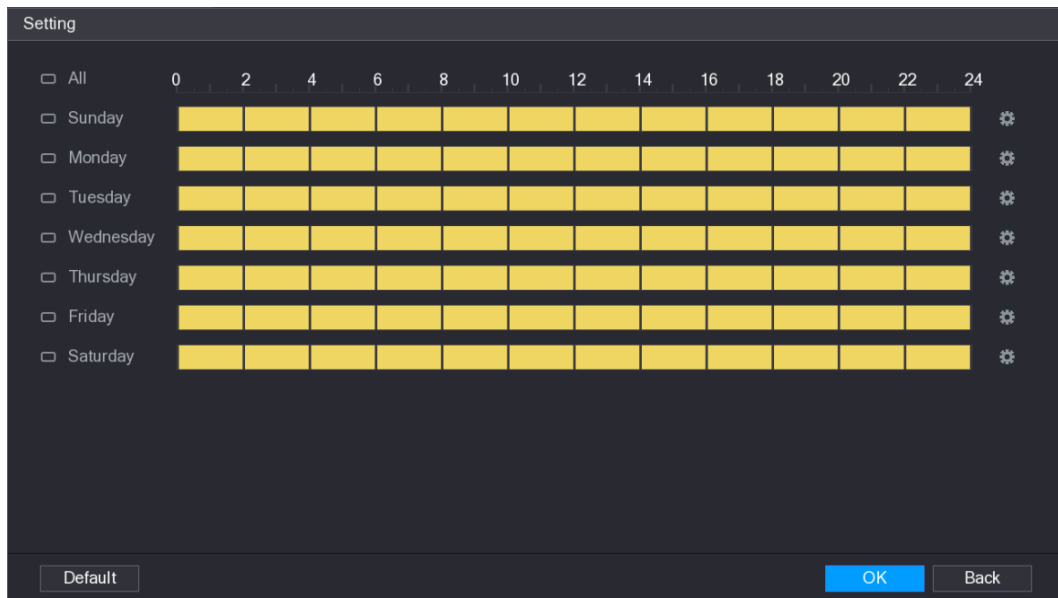 Setting
All 0 2 4 6 8 10 12 14 16 18 20 22 24
Sunday
Monday
Tuesday
Wednesday
Thursday
Friday
Saturday
Default OK Back